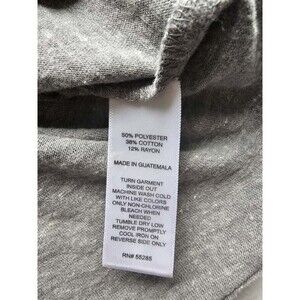 50% POLYESTER
38% COTTON
12% RAYON
MADE IN GUATEMALA
TURN GARMENT
INSIDE OUT
MACHINE WASH COLD
WITH LIKE COLORS
ONLY NON-CHLORINE
BLEACH WHEN
NEEDED
TUMBLE DRY LOW
REMOVE PROMPTLY
COOL IRON ON
REVERSE SIDE ONLY
RN# 55285